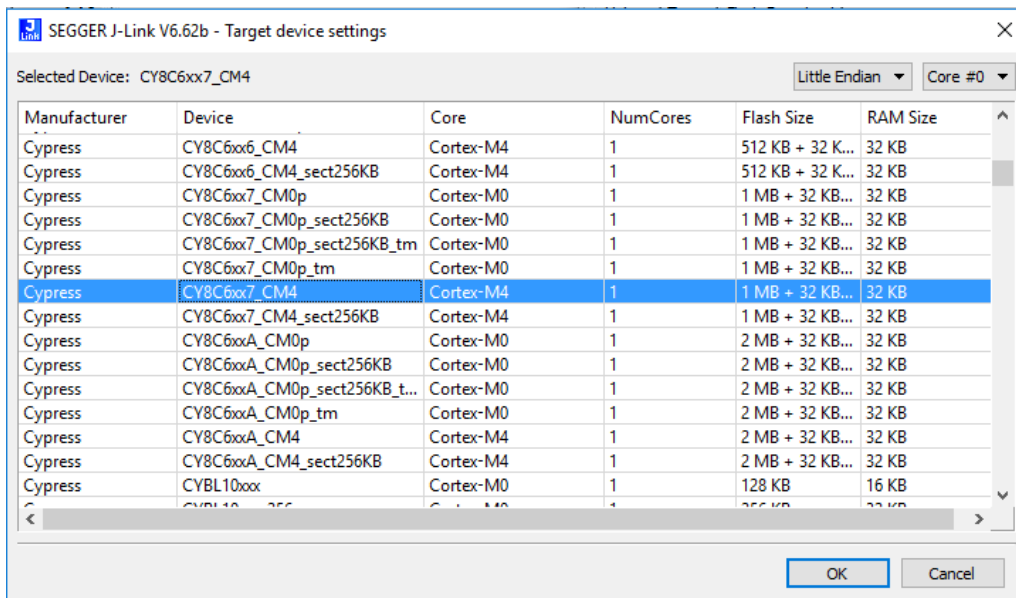 SEGGER J-Link V6.62b - Target device settings
Selected Device: CY8C6xx7_CM4 Little Endian Core #0
Manufacturer Device Core NumCores Flash Size RAM Size
Cypress CY8C6xx6_CM4 Cortex-M4 1 512 KB + 32 K... 32 KB
Cypress CY8C6xx6_CM4_sect256KB Cortex-M4 1 512 KB + 32 K... 32 KB
Cypress CY8C6xx7_CM0p Cortex-M0 1 1 MB + 32 KB... 32 KB
Cypress CY8C6xx7_CM0p_sect256KB Cortex-M0 1 1 MB + 32 KB... 32 KB
Cypress CY8C6xx7_CM0p_sect256KB_tm Cortex-M0 1 1 MB + 32 KB... 32 KB
Cypress CY8C6xx7_CM0p_tm Cortex-M0 1 1 MB + 32 KB... 32 KB
Cypress CY8C6xx7_CM4 Cortex-M4 1 1 MB + 32 KB... 32 KB
Cypress CY8C6xx7_CM4_sect256KB Cortex-M4 1 1 MB + 32 KB... 32 KB
Cypress CY8C6xxA_CM0p Cortex-M0 1 2 MB + 32 KB... 32 KB
Cypress CY8C6xxA_CM0p_sect256KB Cortex-M0 1 2 MB + 32 KB... 32 KB
Cypress CY8C6xxA_CM0p_sect256KB_t... Cortex-M0 1 2 MB + 32 KB... 32 KB
Cypress CY8C6xxA_CM0p_tm Cortex-M0 1 2 MB + 32 KB... 32 KB
Cypress CY8C6xxA_CM4 Cortex-M4 1 2 MB + 32 KB... 32 KB
Cypress CY8C6xxA_CM4_sect256KB Cortex-M4 1 2 MB + 32 KB... 32 KB
Cypress CYBL10xxx Cortex-M0 1 128 KB 16 KB
OK Cancel